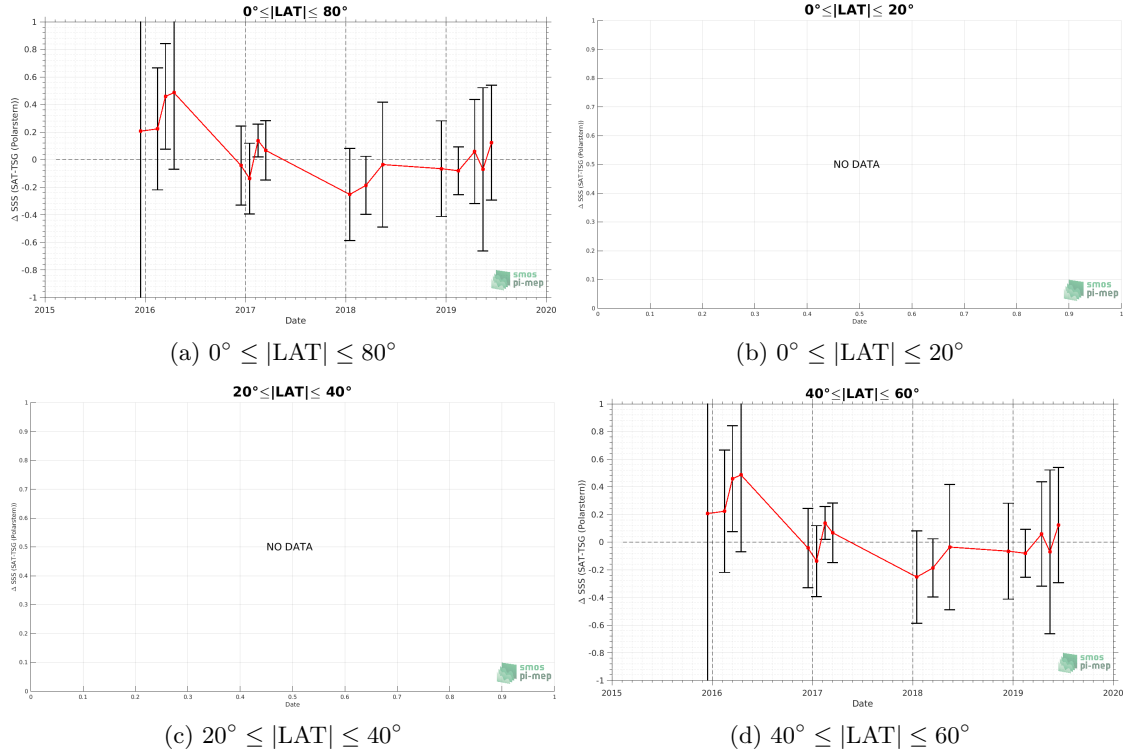 0°≤|LAT|≤ 80°
1
0.8
0.6
0.4
0.2
0
-0.2
-0.4
-0.6
-0.8
-1
Δ SSS (SAT-TSG (Polarstern))
2015 2016 2017 2018 2019 2020
Date
smos
pi-mep
(a) 0° ≤ |LAT| ≤ 80°
0°≤|LAT|≤ 20°
1
0.9
0.8
0.7
0.6
0.5
0.4
0.3
0.2
0.1
0
Δ SSS (SAT-TSG (Polarstern))
NO DATA
0.1 0.2 0.3 0.4 0.5 0.6 0.7 0.8 0.9 1
Date
smos
pi-mep
(b) 0° ≤ |LAT| ≤ 20°
20°≤|LAT|≤ 40°
1
0.9
0.8
0.7
0.6
0.5
0.4
0.3
0.2
0.1
0
Δ SSS (SAT-TSG (Polarstern))
NO DATA
0 0.1 0.2 0.3 0.4 0.5 0.6 0.7 0.8 0.9 1
Date
smos
pi-mep
(c) 20° ≤ |LAT| ≤ 40°
40°≤|LAT|≤ 60°
1
0.8
0.6
0.4
0.2
0
-0.2
-0.4
-0.6
-0.8
-1
Δ SSS (SAT-TSG (Polarstern))
2015 2016 2017 2018 2019 2020
Date
smos
pi-mep
(d) 40° ≤ |LAT| ≤ 60°